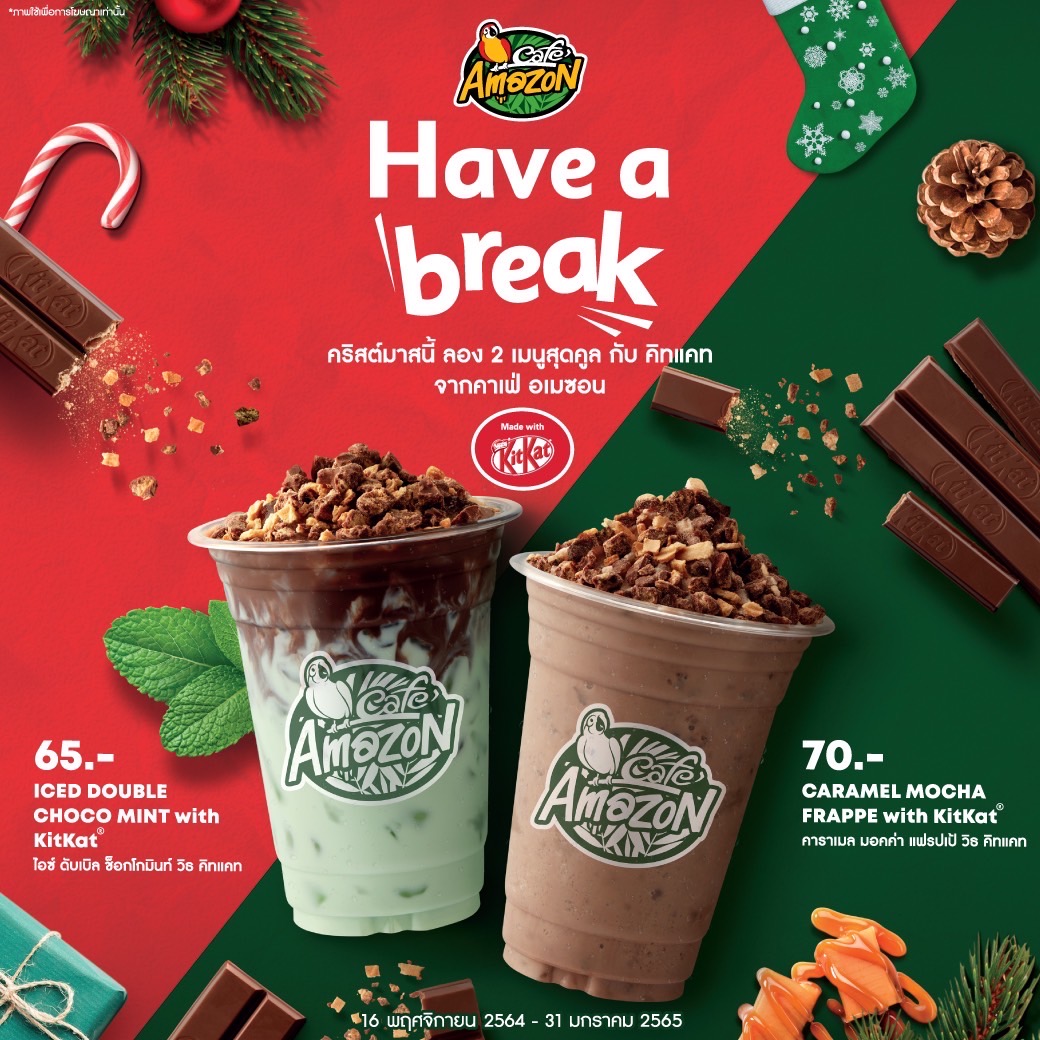 *ภาพใช้เพื่อการโฆษณาเท่านั้น
Café
Amazon
Have a
break
คริสต์มาสนี้ ลอง 2 เมนูสุดคูล กับ คิทแคท
จากคาเฟ่ อเมซอน
Made with
Nestlé
KitKat
KitKat
KitKat
KitKat
KitKat
KitKat
Café
Amazon
Café
Amazon
65.-
ICED DOUBLE
CHOCO MINT with
KitKat®
ไอซ์ ดับเบิล ช็อกโกมินท์ วิธ คิทแคท
70.-
CARAMEL MOCHA
FRAPPE with KitKat®
คาราเมล มอคค่า แฟรปเป้ วิธ คิทแคท
16 พฤศจิกายน 2564 - 31 มกราคม 2565